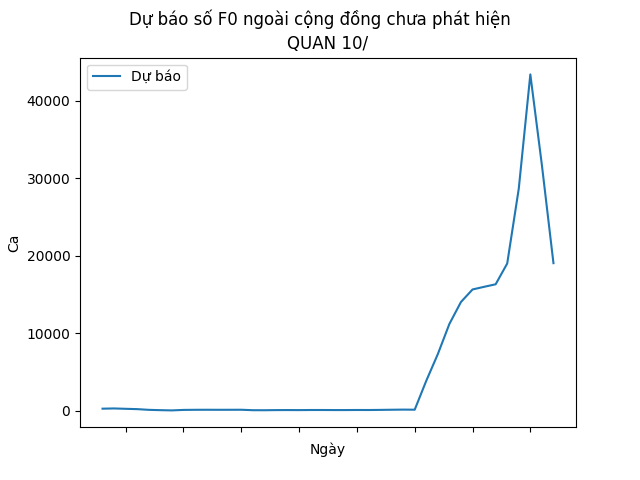 Dự báo số F0 ngoài cộng đồng chưa phát hiện
QUAN 10/
Dự báo
40000
30000
20000
10000
0
Ca
Ngày